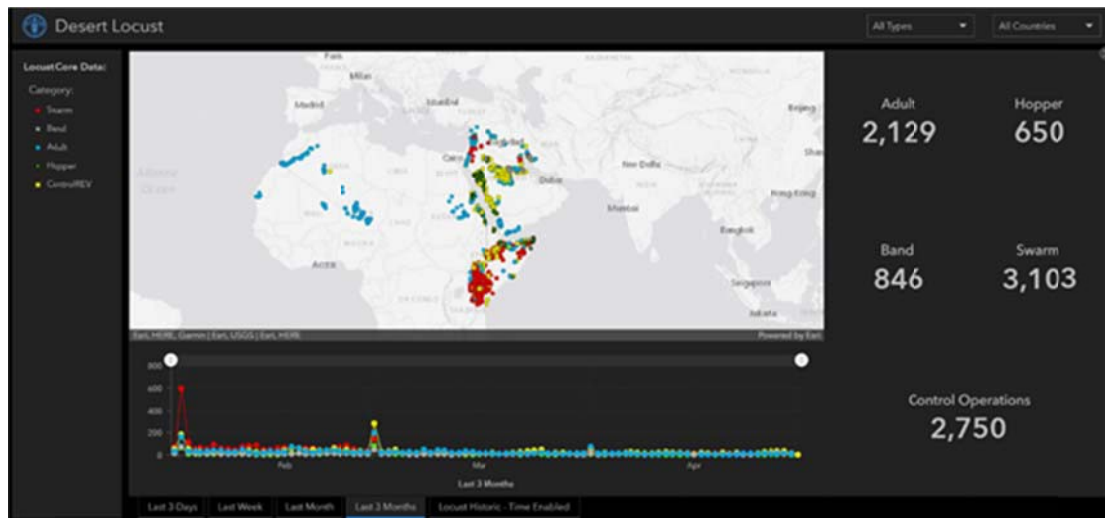 Desert Locust
All Types
All Countries
LocustCore Data:
Category:
Swarm
Band
Adult
Hopper
ControlREV
Paris
Milan
Madrid
Istanbul
Beijing
Baghdad
Cairo
New Delhi
Dubai
Hong Kong
Mumbai
Bangkok
Accra
Singapore
Jakarta
Esri, HERE, Garmin | Esri, USGS | Esri, HERE
Powered by Esri
Adult
2,129
Hopper
650
Band
846
Swarm
3,103
Control Operations
2,750
800
600
400
200
0
Feb
Mar
Apr
Last 3 Months
Last 3 Days
Last Week
Last Month
Last 3 Months
Locust Historic - Time Enabled